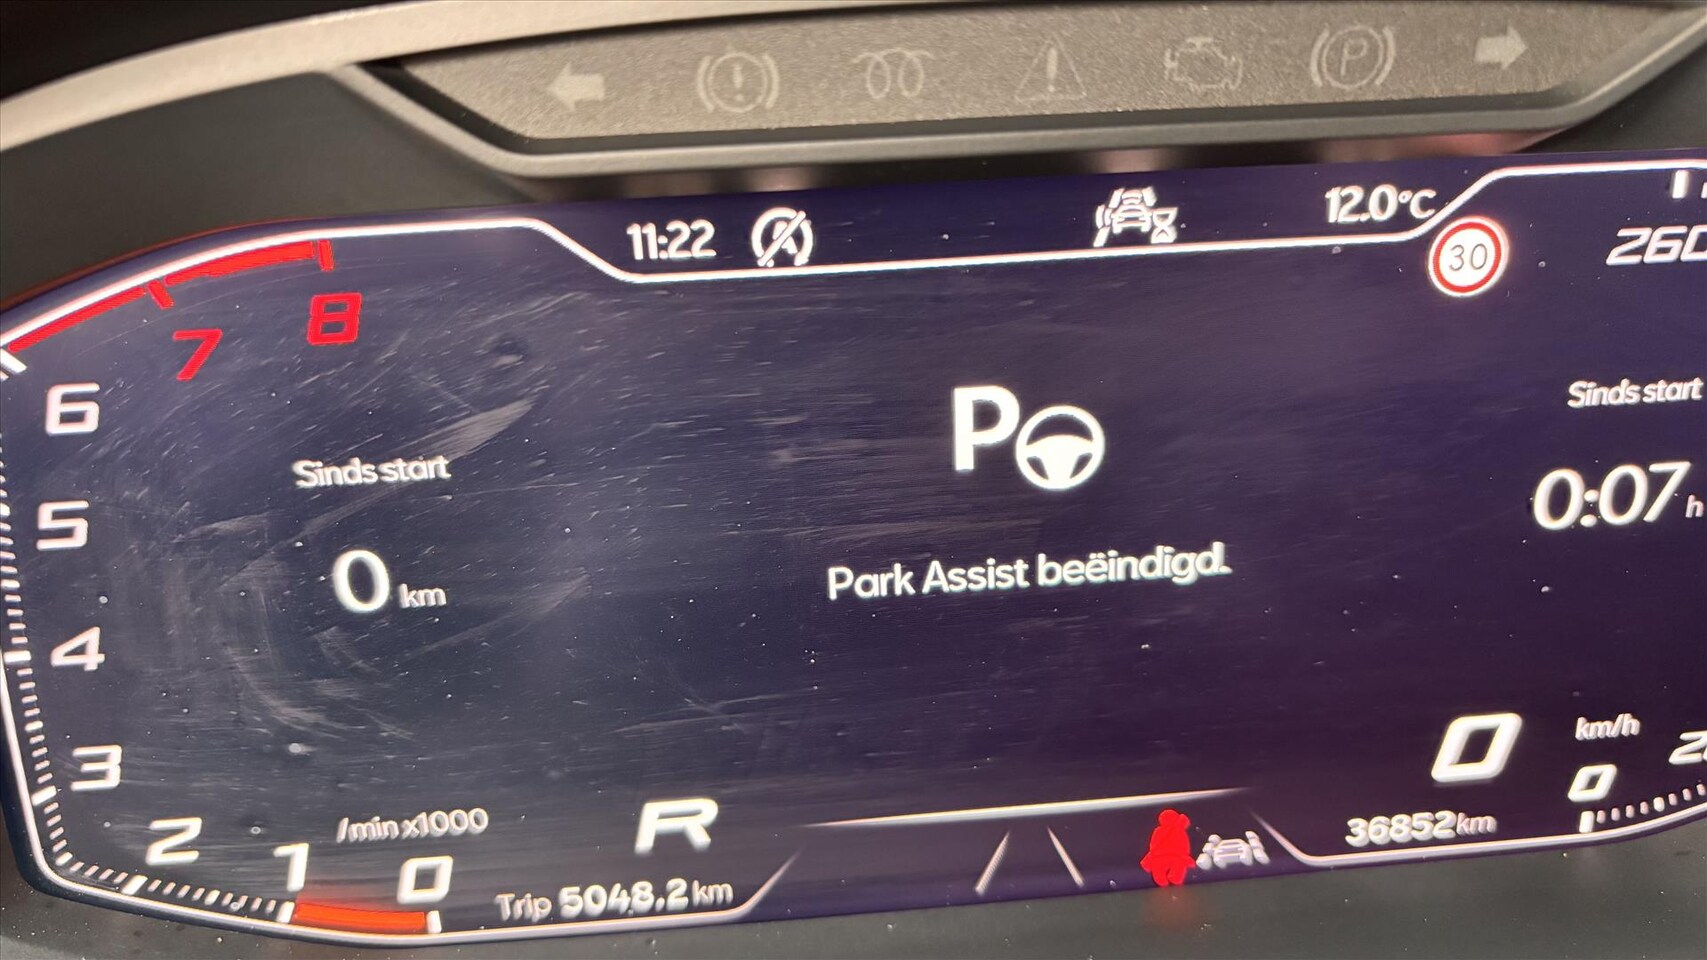 11:22
12.0°C
30
260
8
7
6
5
4
3
2
1
0
/min x1000
Sinds start
0 km
P
Park Assist beëindigd.
Sinds start
0:07 h
R
Trip 5048.2 km
0 km/h
0
36852 km